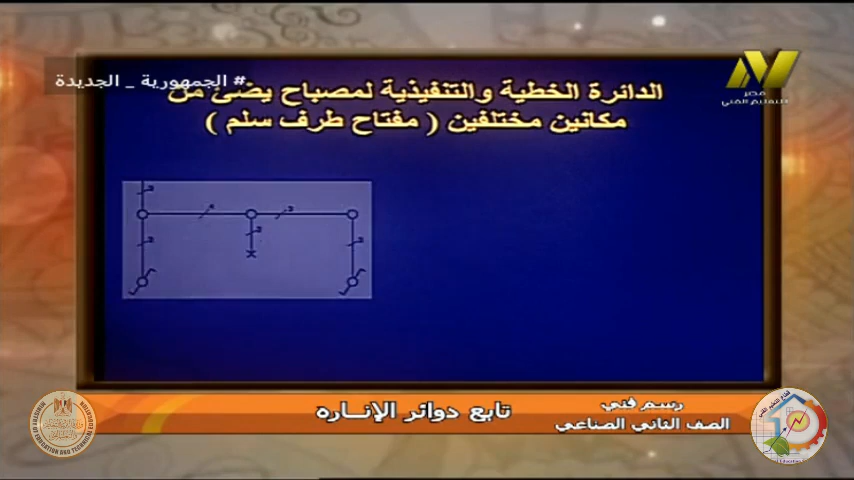 # الجمهورية _ الجديدة
الدائرة الخطية والتنفيذية لمصباح يضئ من
مكانين مختلفين ( مفتاح طرف سلم )
مصر
التعليم الفني
رسم فني
تابع دوائر الإنـــارة
الصف الثاني الصناعي